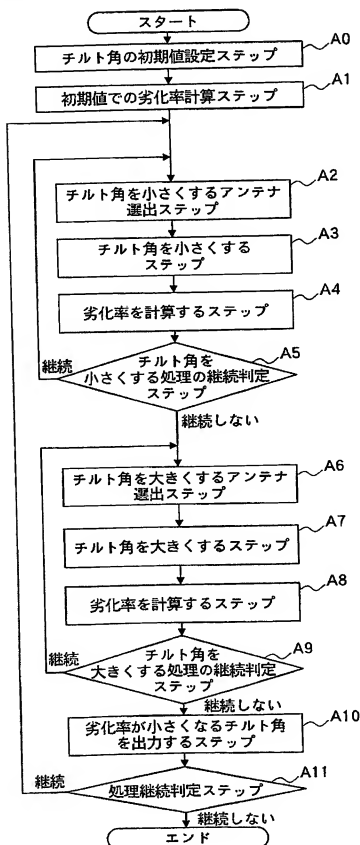 スタート
A0
チルト角の初期値設定ステップ
A1
初期値での劣化率計算ステップ
A2
チルト角を小さくするアンテナ
選出ステップ
A3
チルト角を小さくする
ステップ
A4
劣化率を計算するステップ
A5
継続
チルト角を
小さくする処理の継続判定
ステップ
継続しない
A6
チルト角を大きくするアンテナ
選出ステップ
A7
チルト角を大きくするステップ
A8
劣化率を計算するステップ
A9
継続
チルト角を
大きくする処理の継続判定
ステップ
継続しない
A10
劣化率が小さくなるチルト角
を出力するステップ
A11
継続
処理継続判定ステップ
継続しない
エンド